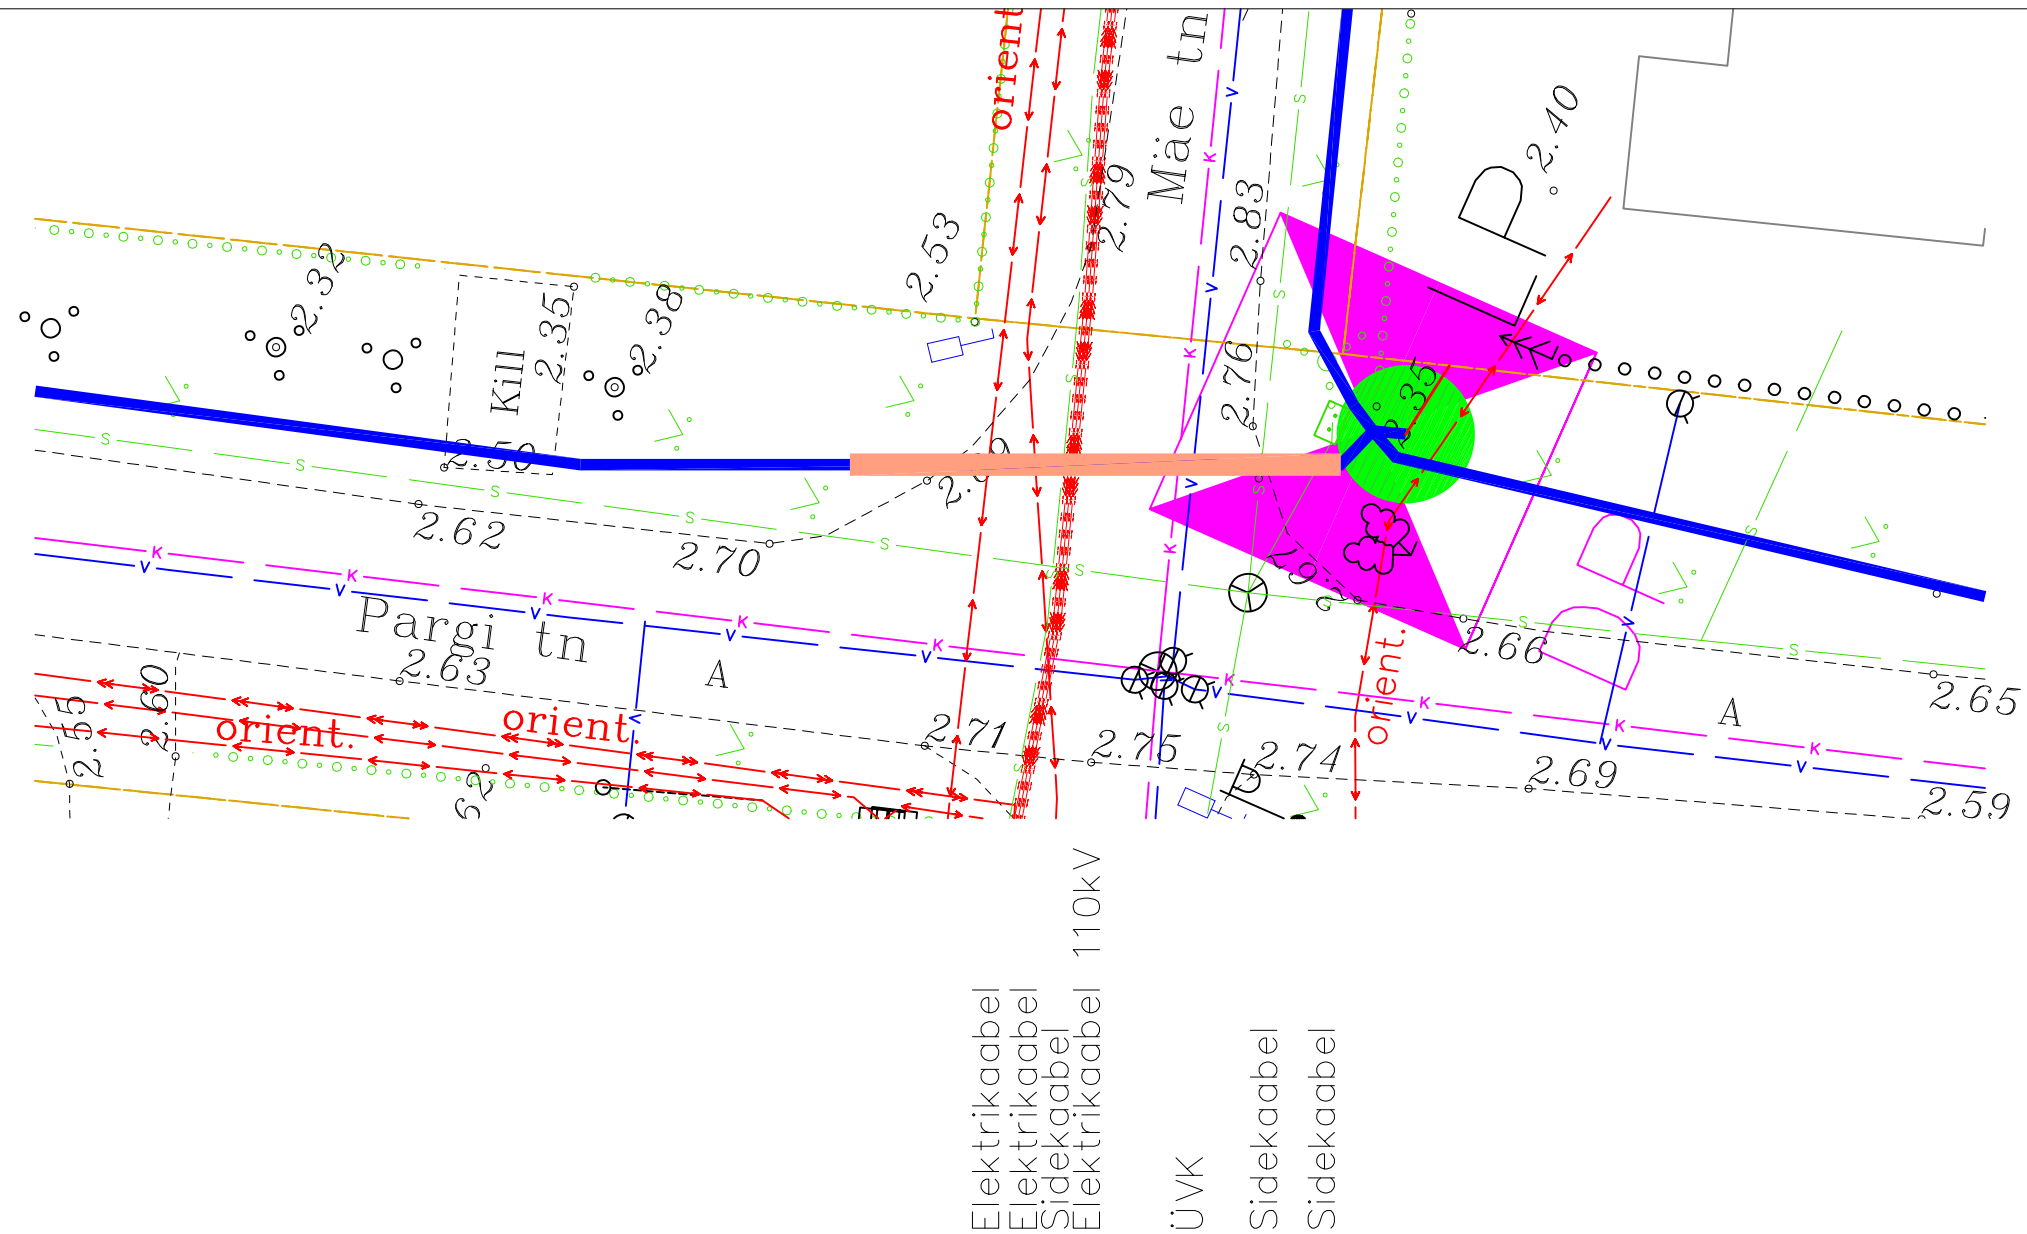 orient.
Mäe tn
2.40
2.79
2.83
2.53
2.32
2.35
2.38
Kill
2.76
2.50
2.62
2.70
Pargi tn
2.63
A
2.66
orient.
2.60
2.55
orient.
orient.
2.71
2.75
2.74
2.69
A
2.65
2.59
Elektrikaabel
Elektrikaabel
Sidekaabel
Elektrikaabel 110kV
ÜVK
Sidekaabel
Sidekaabel